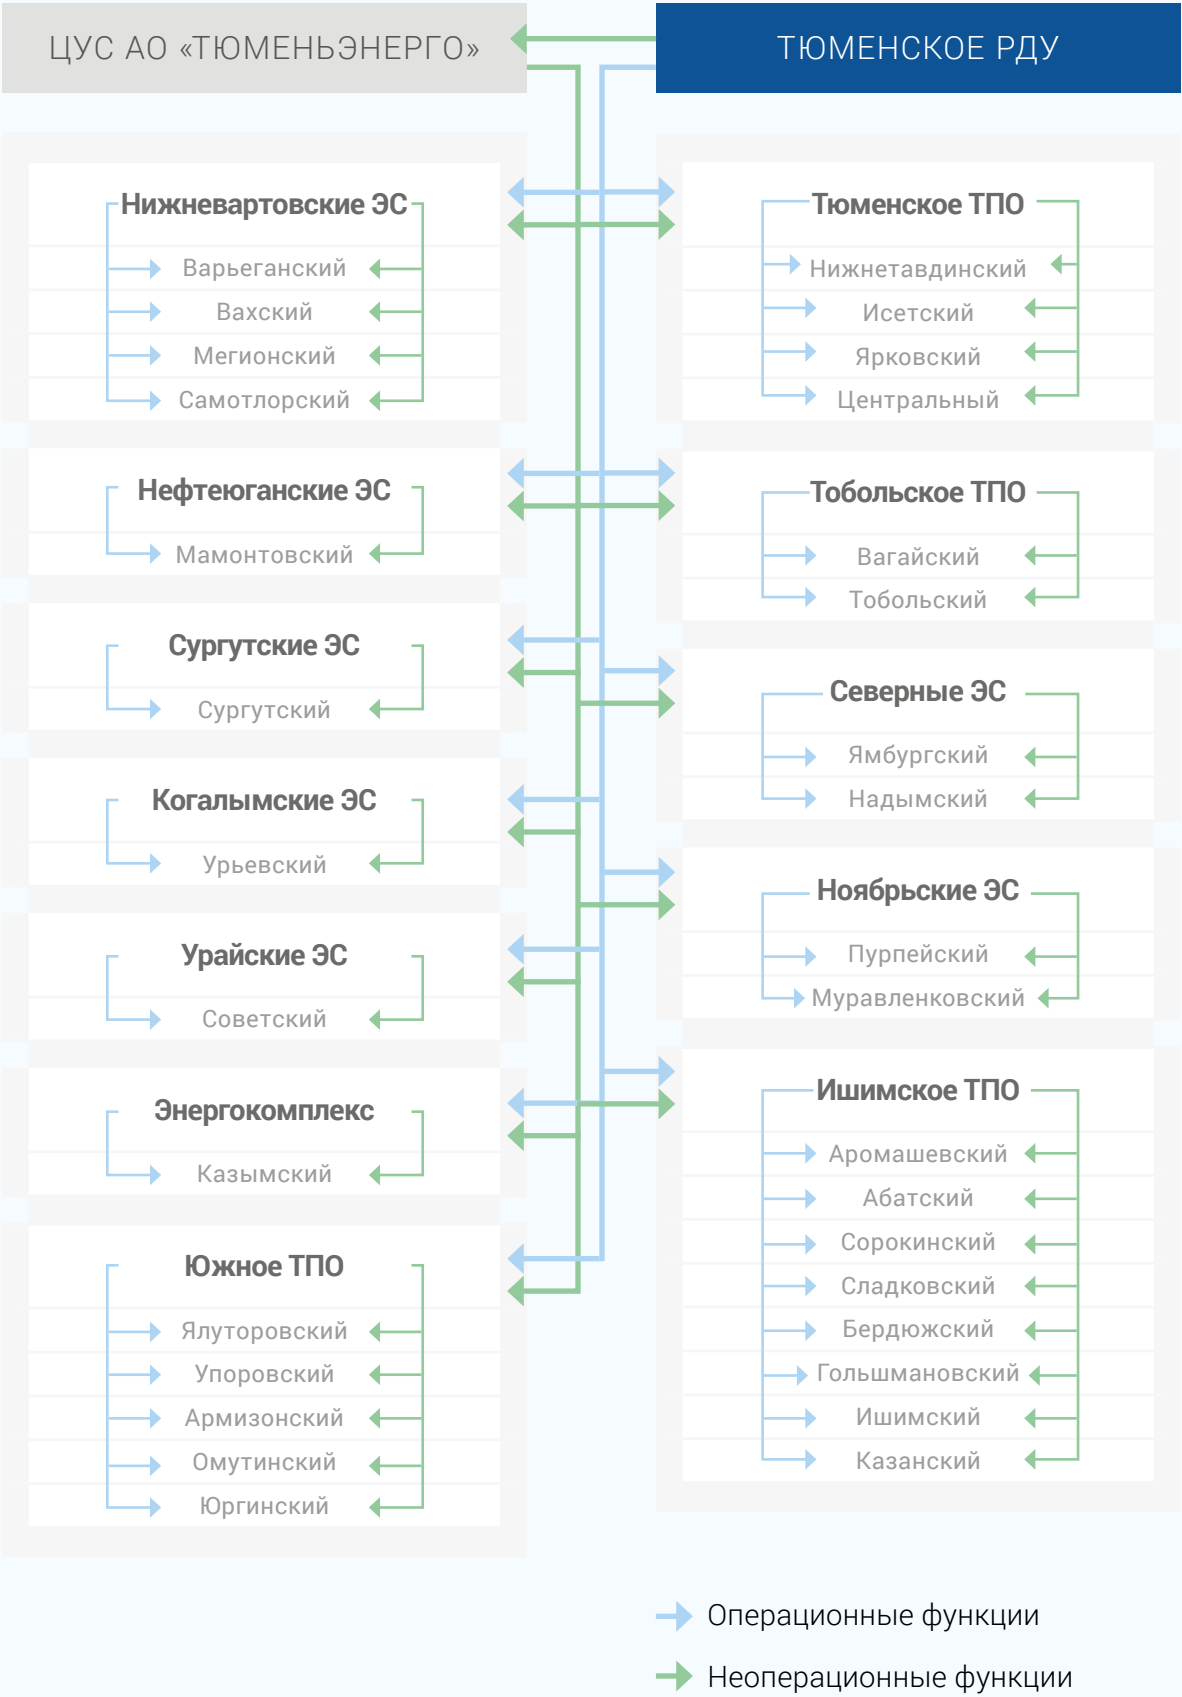 ЦУС АО «ТЮМЕНЬЭНЕРГО»
ТЮМЕНСКОЕ РДУ
Нижневартовские ЭС
Варьеганский
Вахский
Мегионский
Самотлорский
Нефтеюганские ЭС
Мамонтовский
Сургутские ЭС
Сургутский
Когалымские ЭС
Урьевский
Урайские ЭС
Советский
Энергокомплекс
Казымский
Южное ТПО
Ялуторовский
Упоровский
Армизонский
Омутинский
Юргинский
Тюменское ТПО
Нижнетавдинский
Исетский
Ярковский
Центральный
Тобольское ТПО
Вагайский
Тобольский
Северные ЭС
Ямбургский
Надымский
Ноябрьские ЭС
Пурпейский
Муравленковский
Ишимское ТПО
Аромашевский
Абатский
Сорокинский
Сладковский
Бердюжский
Гольшмановский
Ишимский
Казанский
Операционные функции
Неоперационные функции